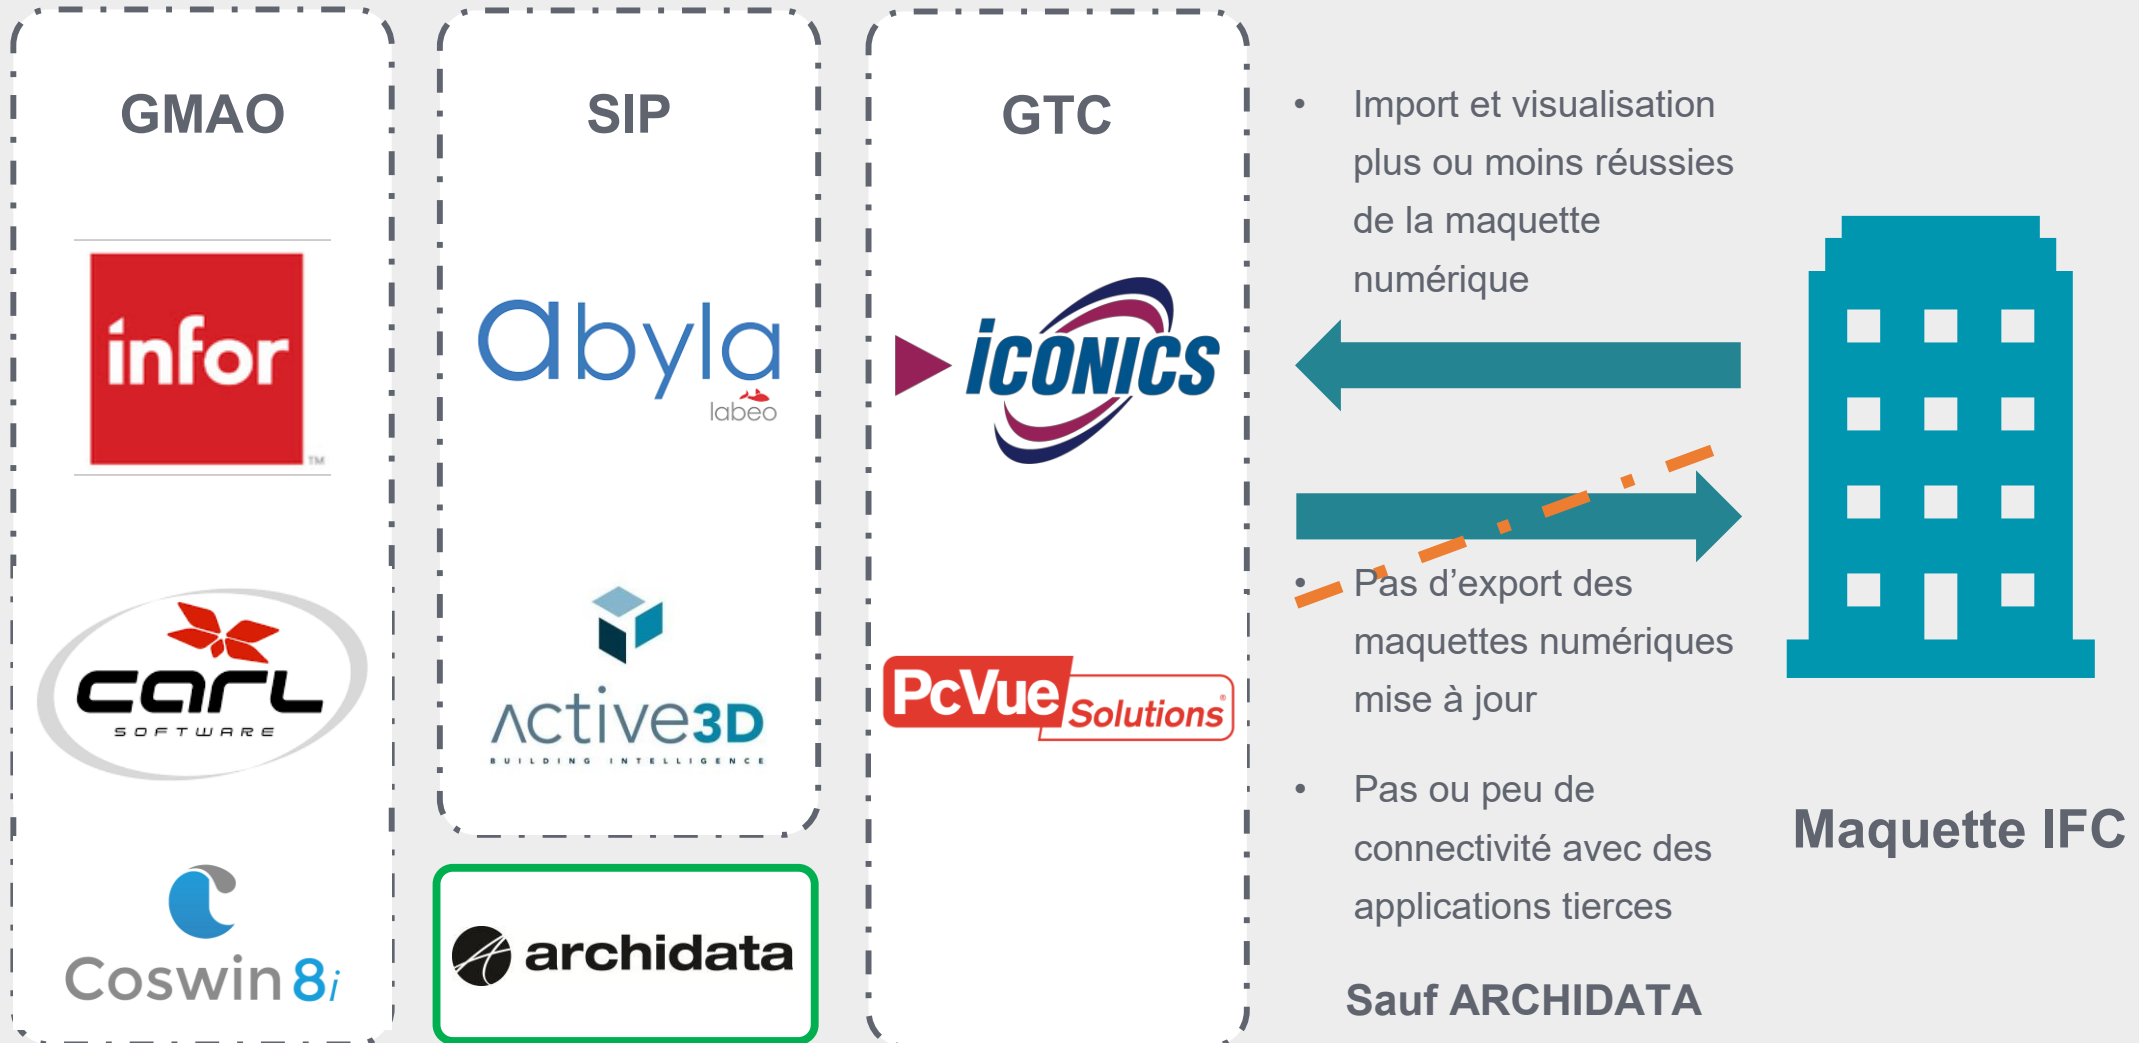 GMAO
infor
TM
carl
SOFTWARE
Coswin 8i
SIP
abyla
labeo
Active3D
BUILDING INTELLIGENCE
archidata
GTC
ICONICS
PcVue Solutions®
• Import et visualisation
plus ou moins réussies
de la maquette
numérique
• Pas d’export des
maquettes numériques
mise à jour
• Pas ou peu de
connectivité avec des
applications tierces
Sauf ARCHIDATA
Maquette IFC